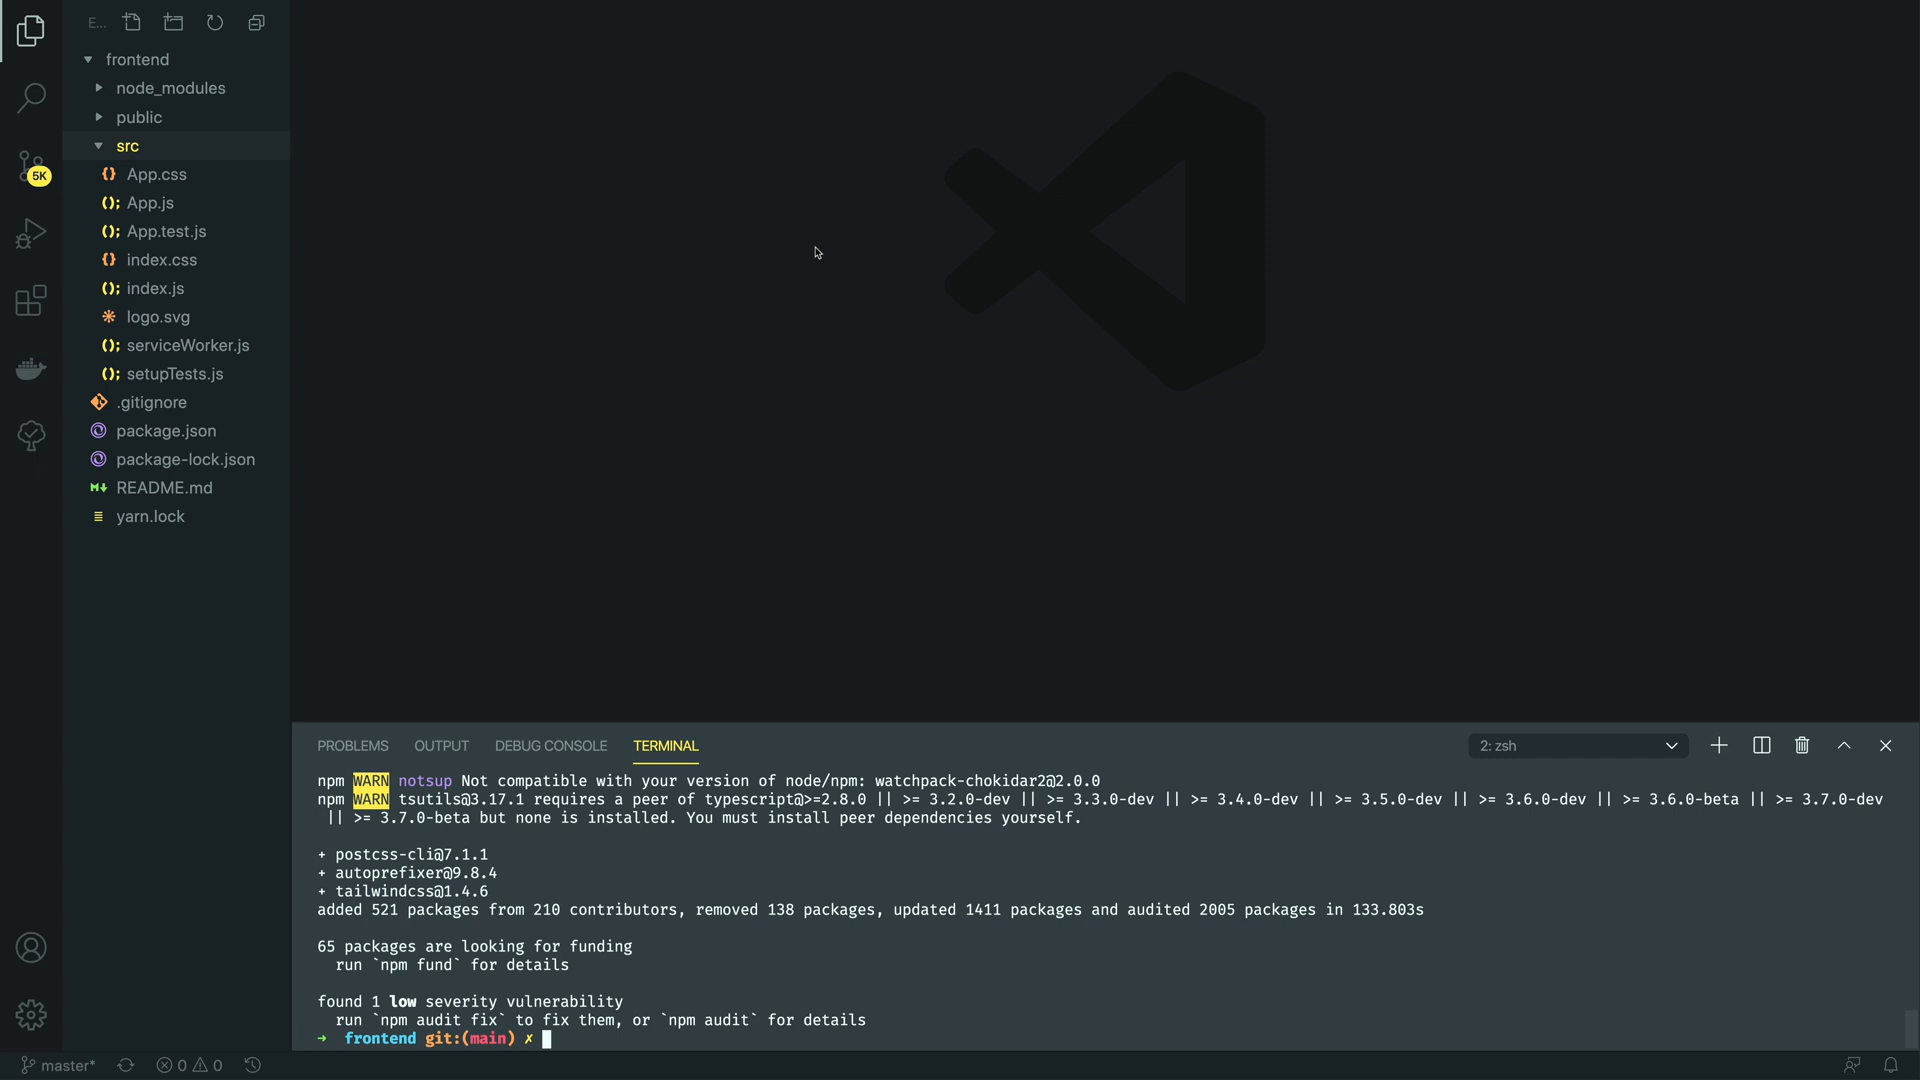 E...
frontend
node_modules
public
src
App.css
App.js
App.test.js
index.css
index.js
logo.svg
serviceWorker.js
setupTests.js
.gitignore
package.json
package-lock.json
README.md
yarn.lock
5K
PROBLEMS OUTPUT DEBUG CONSOLE TERMINAL 2: zsh
npm WARN notsup Not compatible with your version of node/npm: watchpack-chokidar2@2.0.0
npm WARN tsutils@3.17.1 requires a peer of typescript@>=2.8.0 || >= 3.2.0-dev || >= 3.3.0-dev || >= 3.4.0-dev || >= 3.5.0-dev || >= 3.6.0-dev || >= 3.6.0-beta || >= 3.7.0-dev
|| >= 3.7.0-beta but none is installed. You must install peer dependencies yourself.
+ postcss-cli@7.1.1
+ autoprefixer@9.8.4
+ tailwindcss@1.4.6
added 521 packages from 210 contributors, removed 138 packages, updated 1411 packages and audited 2005 packages in 133.803s
65 packages are looking for funding
run `npm fund` for details
found 1 low severity vulnerability
run `npm audit fix` to fix them, or `npm audit` for details
➜ frontend git:(main) ✗
master* 0 0